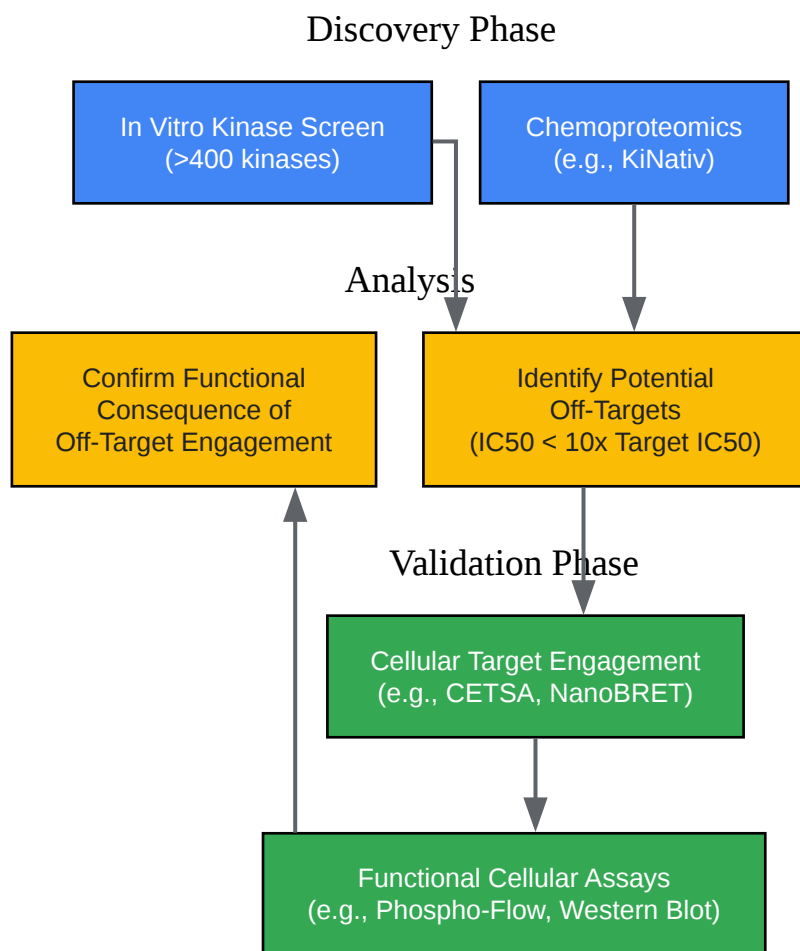 Discovery Phase
In Vitro Kinase Screen
(>400 kinases)
Chemoproteomics
(e.g., KiNativ)
Analysis
Confirm Functional
Consequence of
Off-Target Engagement
Identify Potential
Off-Targets
(IC50 < 10x Target IC50)
Validation Phase
Cellular Target Engagement
(e.g., CETSA, NanoBRET)
Functional Cellular Assays
(e.g., Phospho-Flow, Western Blot)